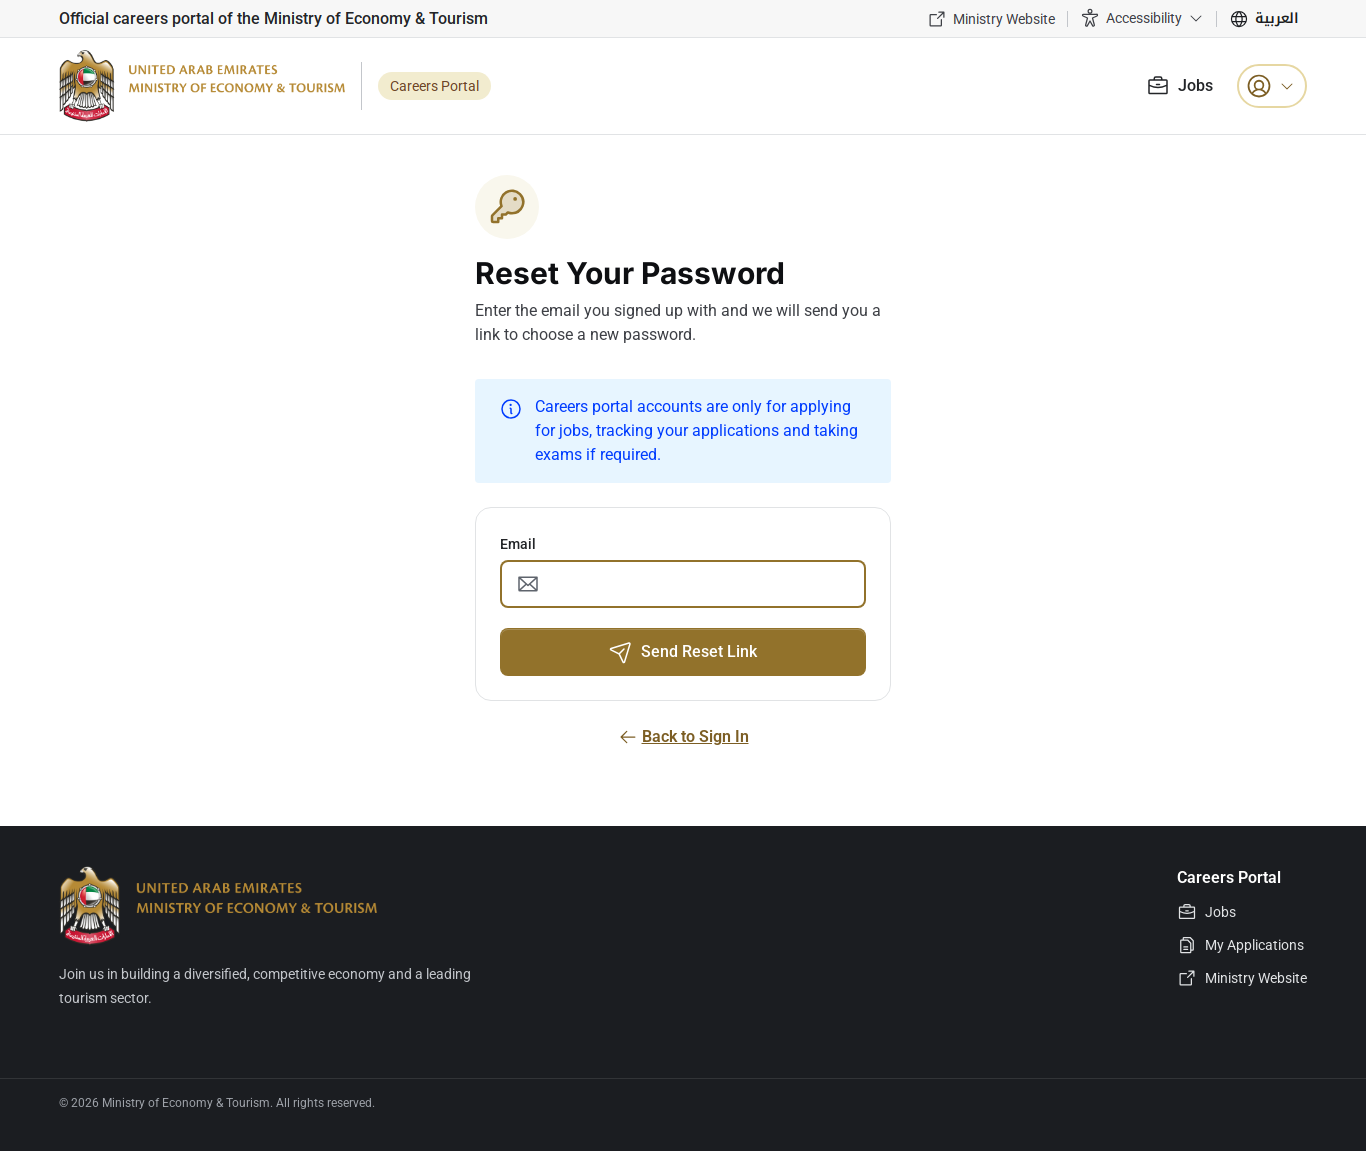 Official careers portal of the Ministry of Economy & Tourism
Ministry Website
Accessibility
العربية
UNITED ARAB EMIRATES
MINISTRY OF ECONOMY & TOURISM
Careers Portal
Jobs
Reset Your Password
Enter the email you signed up with and we will send you a
link to choose a new password.
Careers portal accounts are only for applying
for jobs, tracking your applications and taking
exams if required.
Email
Send Reset Link
Back to Sign In
UNITED ARAB EMIRATES
MINISTRY OF ECONOMY & TOURISM
Join us in building a diversified, competitive economy and a leading
tourism sector.
Careers Portal
Jobs
My Applications
Ministry Website
© 2026 Ministry of Economy & Tourism. All rights reserved.